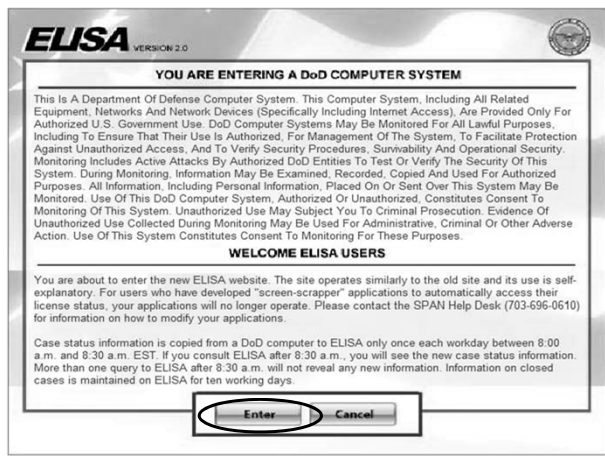 ELISA VERSION 2.0
YOU ARE ENTERING A DoD COMPUTER SYSTEM
This Is A Department Of Defense Computer System. This Computer System, Including All Related
Equipment, Networks And Network Devices (Specifically Including Internet Access), Are Provided Only For
Authorized U.S. Government Use. DoD Computer Systems May Be Monitored For All Lawful Purposes,
Including To Ensure That Their Use Is Authorized, For Management Of The System, To Facilitate Protection
Against Unauthorized Access, And To Verify Security Procedures, Survivability And Operational Security.
Monitoring Includes Active Attacks By Authorized DoD Entities To Test Or Verify The Security Of This
System. During Monitoring, Information May Be Examined, Recorded, Copied And Used For Authorized
Purposes. All Information, Including Personal Information, Placed On Or Sent Over This System May Be
Monitored. Use Of This DoD Computer System, Authorized Or Unauthorized, Constitutes Consent To
Monitoring Of This System. Unauthorized Use May Subject You To Criminal Prosecution. Evidence Of
Unauthorized Use Collected During Monitoring May Be Used For Administrative, Criminal Or Other Adverse
Action. Use Of This System Constitutes Consent To Monitoring For These Purposes.
WELCOME ELISA USERS
You are about to enter the new ELISA website. The site operates similarly to the old site and its use is self-
explanatory. For users who have developed "screen-scrapper" applications to automatically access their
license status, your applications will no longer operate. Please contact the SPAN Help Desk (703-696-0610)
for information on how to modify your applications.
Case status information is copied from a DoD computer to ELISA only once each workday between 8:00
a.m. and 8:30 a.m. EST. If you consult ELISA after 8:30 a.m., you will see the new case status information.
More than one query to ELISA after 8:30 a.m. will not reveal any new information. Information on closed
cases is maintained on ELISA for ten working days.
Enter Cancel